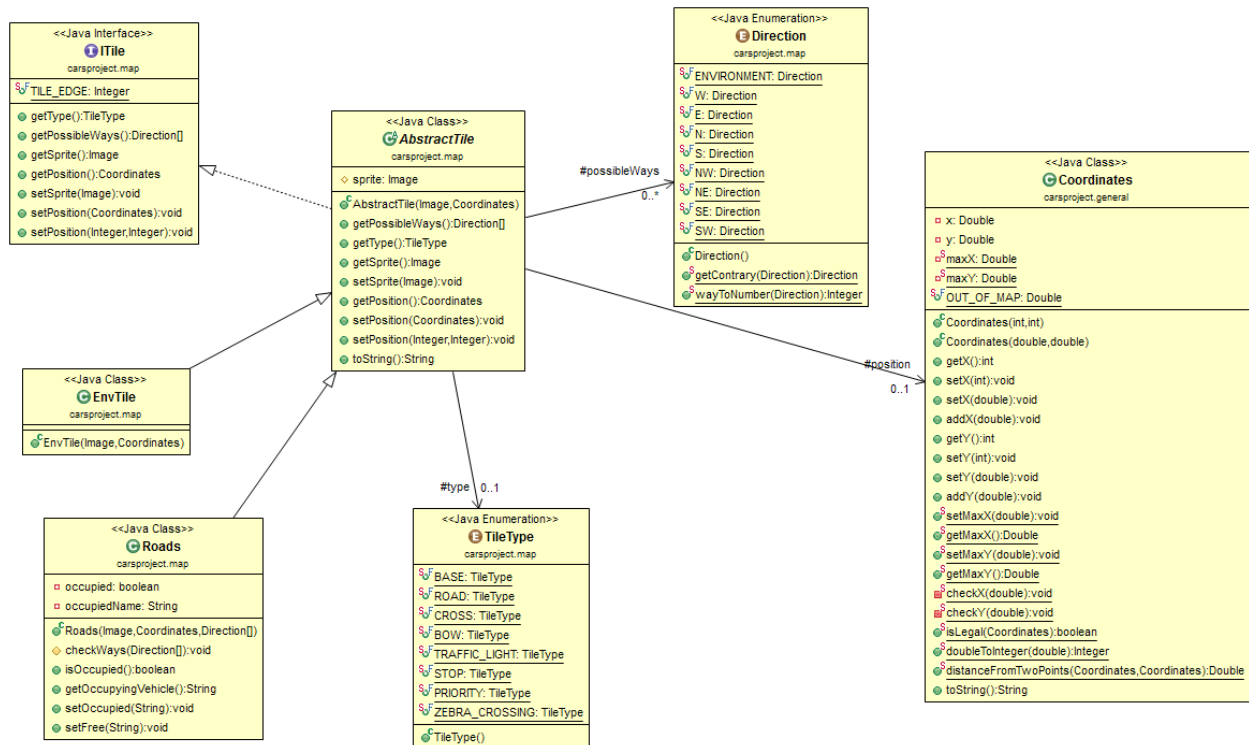 <<Java Interface>>
ITile
carsproject.map
TILE_EDGE: Integer
getType():TileType
getPossibleWays():Direction[]
getSprite():Image
getPosition():Coordinates
setSprite(Image):void
setPosition(Coordinates):void
setPosition(Integer,Integer):void
<<Java Class>>
AbstractTile
carsproject.map
sprite: Image
AbstractTile(Image,Coordinates)
getPossibleWays():Direction[]
getType():TileType
getSprite():Image
setSprite(Image):void
getPosition():Coordinates
setPosition(Coordinates):void
setPosition(Integer,Integer):void
toString():String
#possibleWays
0..*
<<Java Enumeration>>
Direction
carsproject.map
ENVIRONMENT: Direction
W: Direction
E: Direction
N: Direction
S: Direction
NW: Direction
NE: Direction
SE: Direction
SW: Direction
Direction()
getContrary(Direction):Direction
wayToNumber(Direction):Integer
#position
0..1
<<Java Class>>
Coordinates
carsproject.general
x: Double
y: Double
maxX: Double
maxY: Double
OUT_OF_MAP: Double
Coordinates(int,int)
Coordinates(double,double)
getX():int
setX(int):void
setX(double):void
addX(double):void
getY():int
setY(int):void
setY(double):void
addY(double):void
setMaxX(double):void
getMaxX():Double
setMaxY(double):void
getMaxY():Double
checkX(double):void
checkY(double):void
isLegal(Coordinates):boolean
doubleToInteger(double):Integer
distanceFromTwoPoints(Coordinates,Coordinates):Double
toString():String
<<Java Class>>
EnvTile
carsproject.map
EnvTile(Image,Coordinates)
<<Java Class>>
Roads
carsproject.map
occupied: boolean
occupiedName: String
Roads(Image,Coordinates,Direction[])
checkWays(Direction[]):void
isOccupied():boolean
getOccupyingVehicle():String
setOccupied(String):void
setFree(String):void
#type 0..1
<<Java Enumeration>>
TileType
carsproject.map
BASE: TileType
ROAD: TileType
CROSS: TileType
BOW: TileType
TRAFFIC_LIGHT: TileType
STOP: TileType
PRIORITY: TileType
ZEBRA_CROSSING: TileType
TileType()